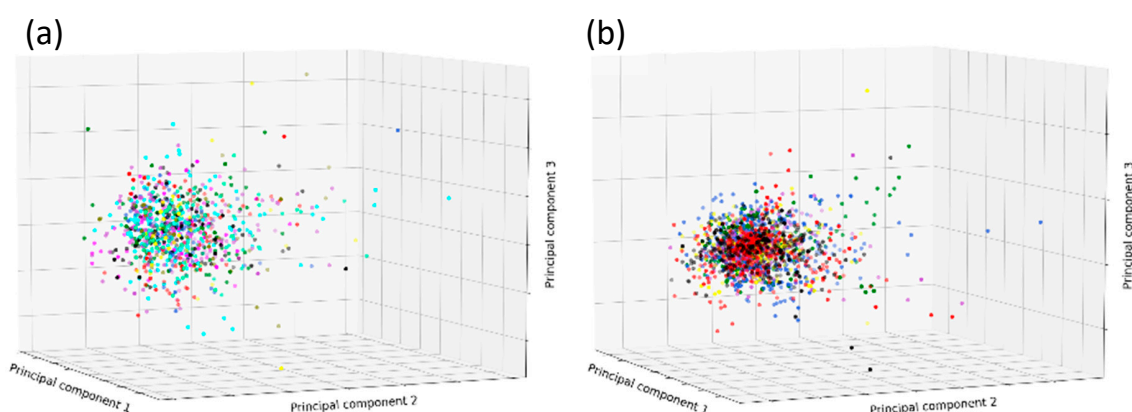 (a)
(b)
Principal component 3
Principal component 3
Principal component 1
Principal component 2
Principal component 1
Principal component 2